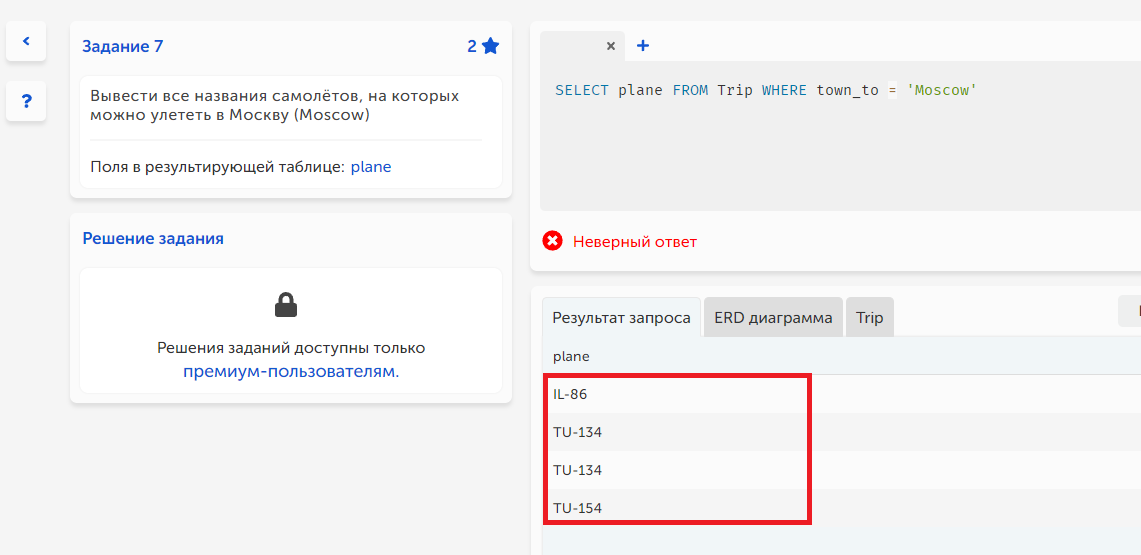 Задание 7
2
Вывести все названия самолётов, на которых
можно улететь в Москву (Moscow)
Поля в результирующей таблице: plane
Решение задания
Решения заданий доступны только
премиум-пользователям.
SELECT plane FROM Trip WHERE town_to = 'Moscow'
Неверный ответ
Результат запроса
ERD диаграмма
Trip
plane
IL-86
TU-134
TU-134
TU-154